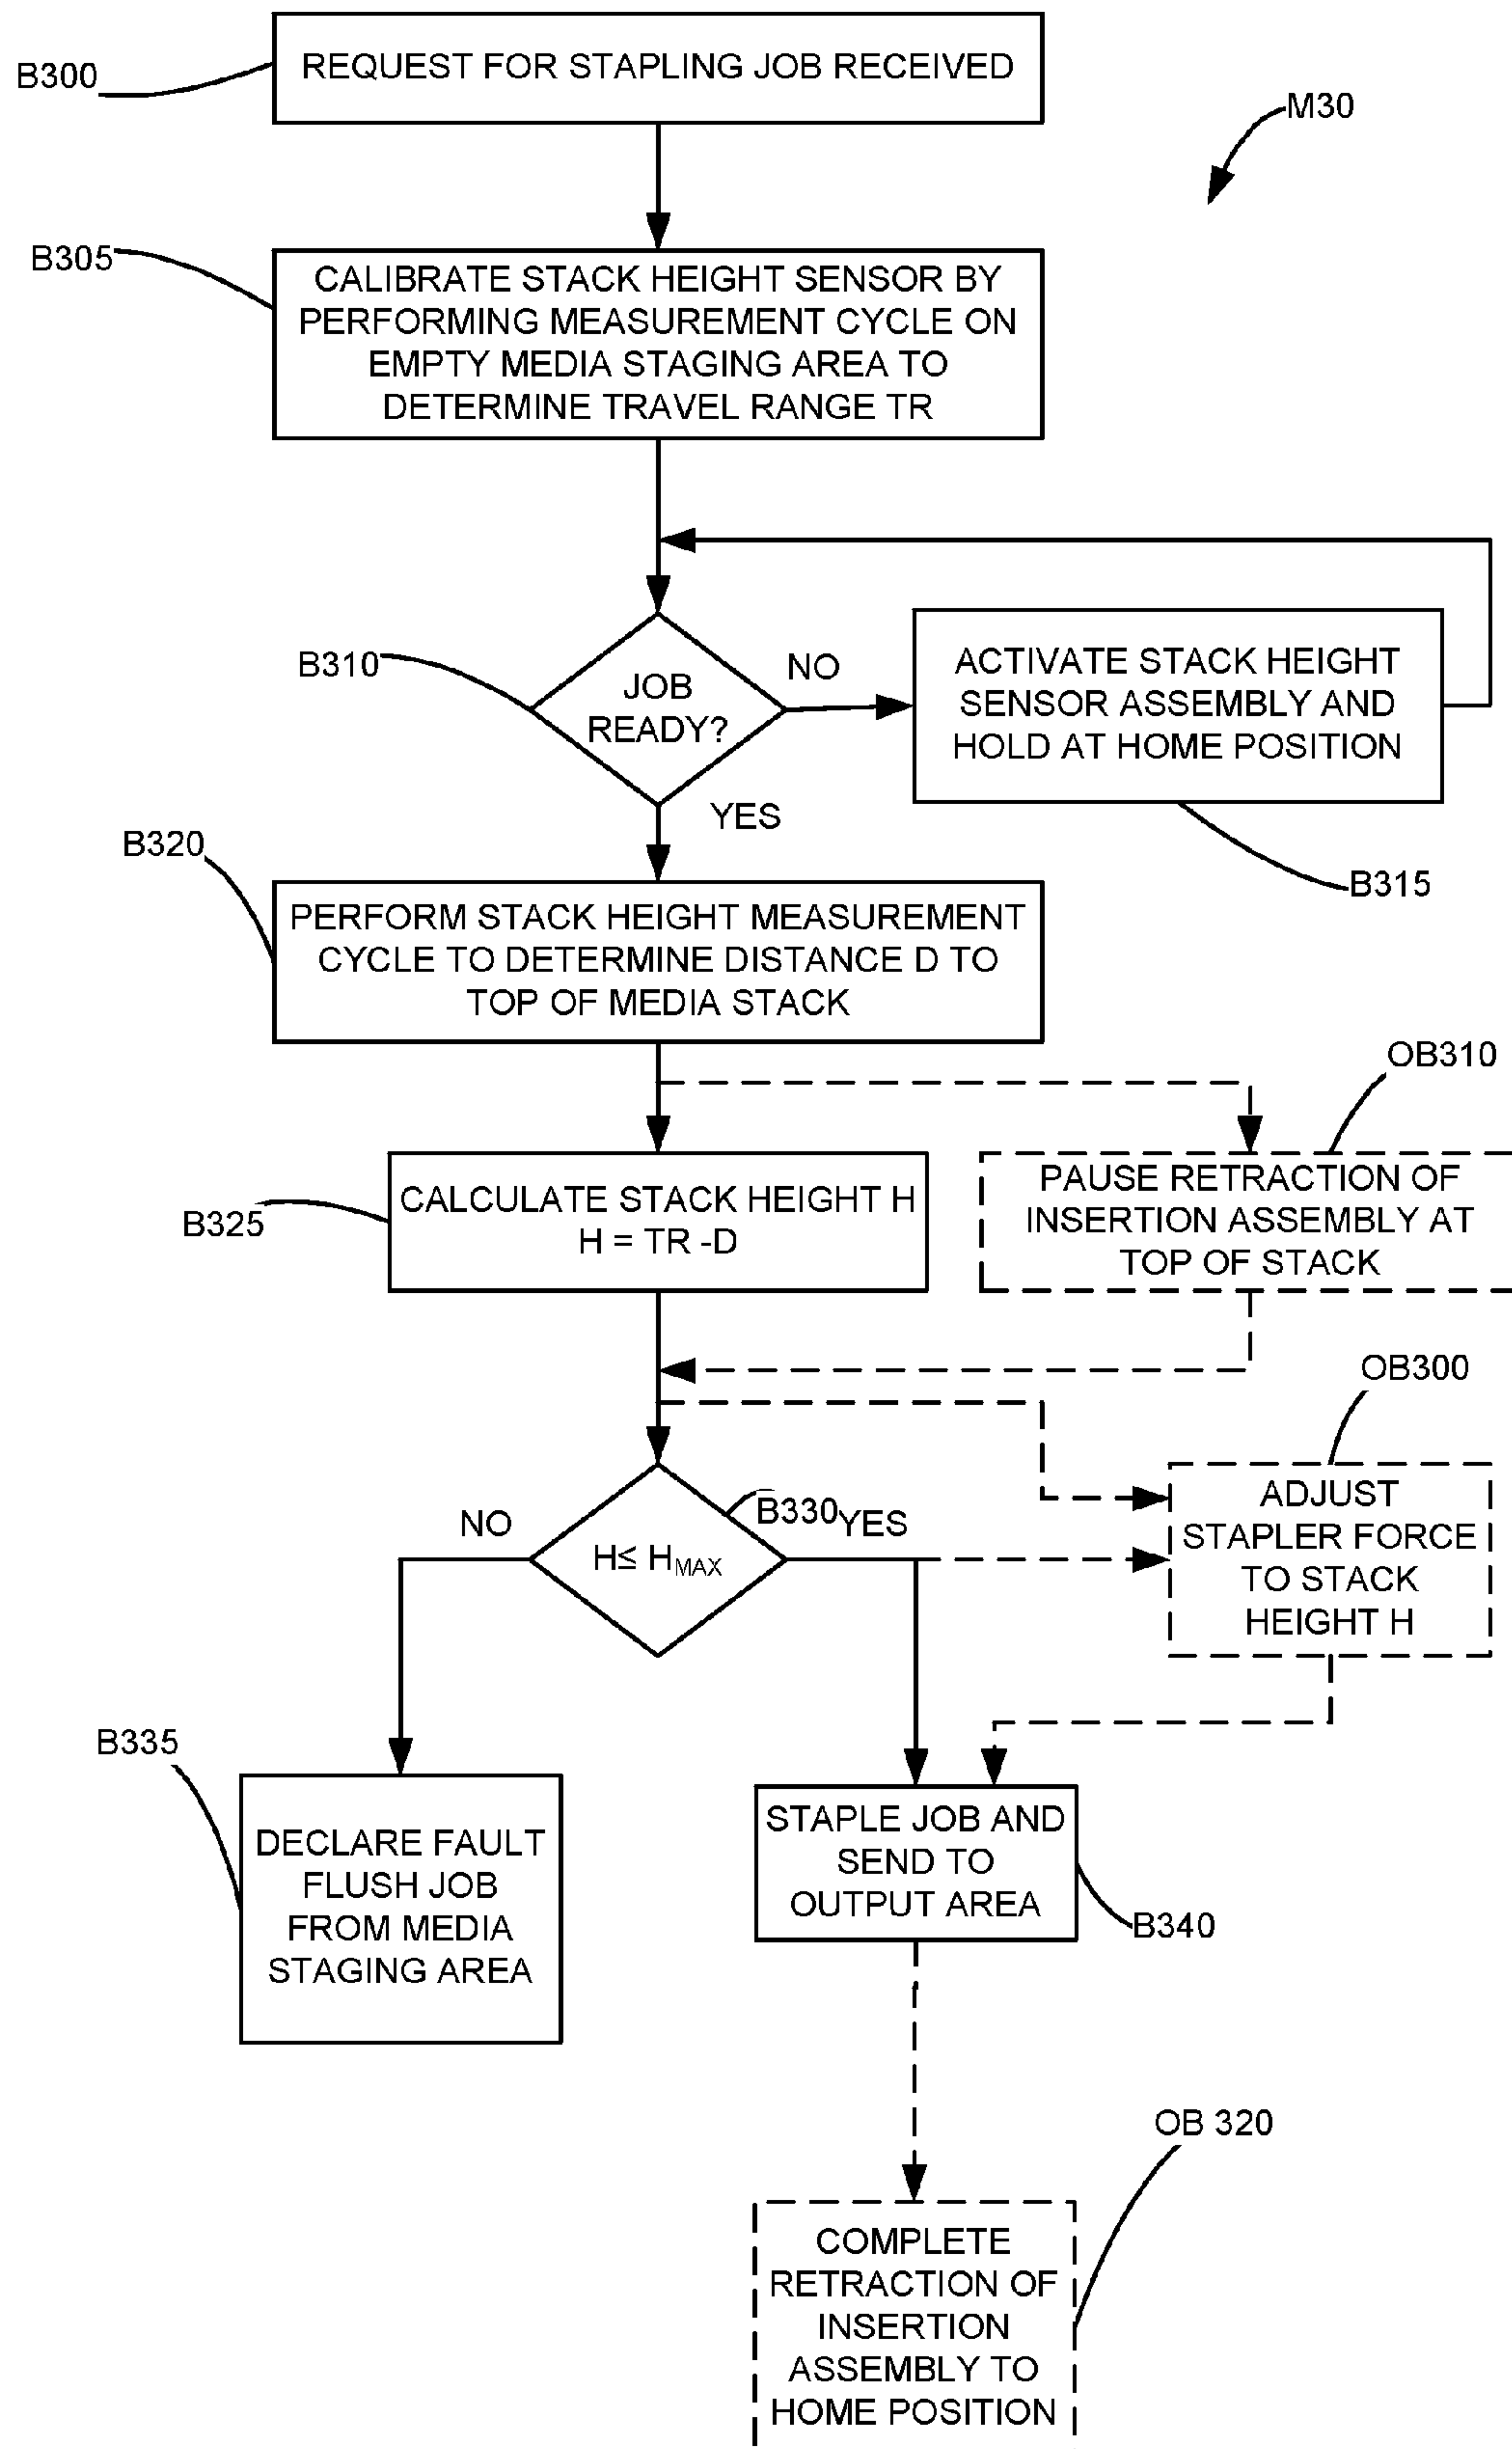 B300
REQUEST FOR STAPLING JOB RECEIVED
M30
B305
CALIBRATE STACK HEIGHT SENSOR BY
PERFORMING MEASUREMENT CYCLE ON
EMPTY MEDIA STAGING AREA TO
DETERMINE TRAVEL RANGE TR
B310
JOB
READY?
NO
ACTIVATE STACK HEIGHT
SENSOR ASSEMBLY AND
HOLD AT HOME POSITION
YES
B315
B320
PERFORM STACK HEIGHT MEASUREMENT
CYCLE TO DETERMINE DISTANCE D TO
TOP OF MEDIA STACK
OB310
B325
CALCULATE STACK HEIGHT H
H = TR -D
PAUSE RETRACTION OF
INSERTION ASSEMBLY AT
TOP OF STACK
OB300
NO
B330
YES
H≤ HMAX
ADJUST
STAPLER FORCE
TO STACK
HEIGHT H
B335
DECLARE FAULT
FLUSH JOB
FROM MEDIA
STAGING AREA
STAPLE JOB AND
SEND TO
OUTPUT AREA
B340
OB 320
COMPLETE
RETRACTION OF
INSERTION
ASSEMBLY TO
HOME POSITION